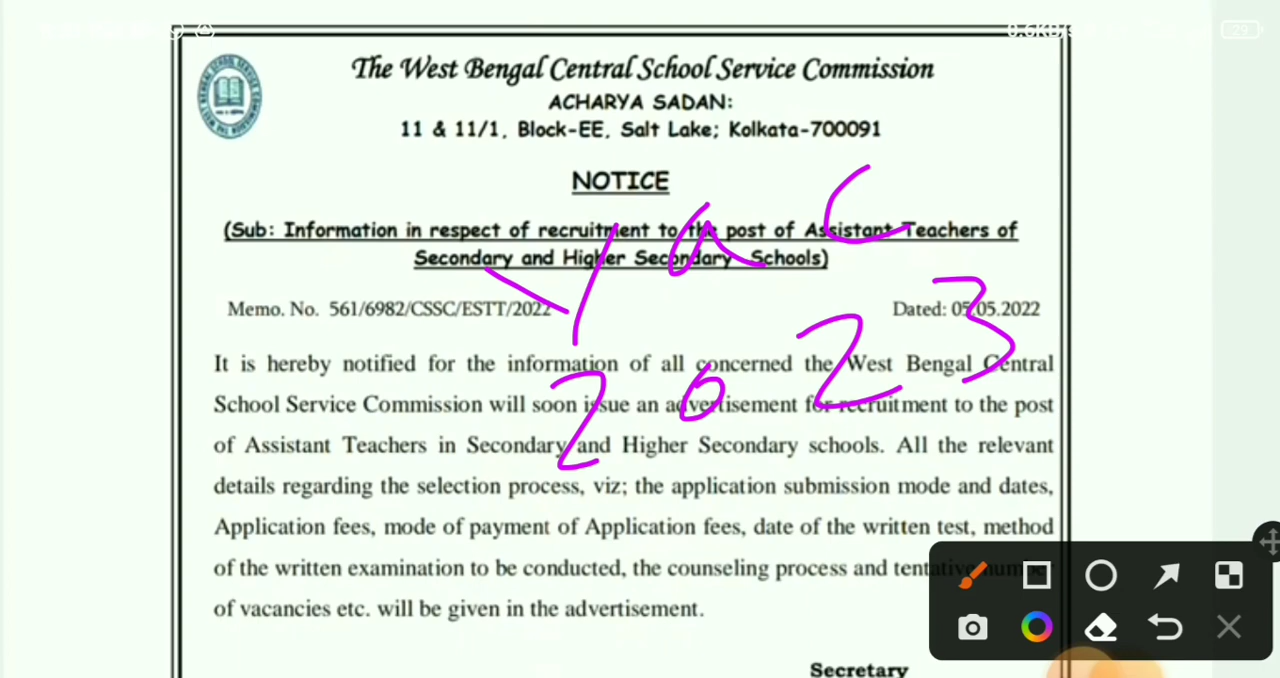 The West Bengal Central School Service Commission
ACHARYA SADAN:
11 & 11/1, Block-EE, Salt Lake; Kolkata-700091
NOTICE
(Sub: Information in respect of recruitment to the post of Assistant Teachers of
Secondary and Higher Secondary Schools)
Memo. No. 561/6982/CSSC/ESTT/2022 Dated: 05.05.2022
It is hereby notified for the information of all concerned the West Bengal Central
School Service Commission will soon issue an advertisement for recruitment to the post
of Assistant Teachers in Secondary and Higher Secondary schools. All the relevant
details regarding the selection process, viz; the application submission mode and dates,
Application fees, mode of payment of Application fees, date of the written test, method
of the written examination to be conducted, the counseling process and tentative number
of vacancies etc. will be given in the advertisement.
Secretary
2023